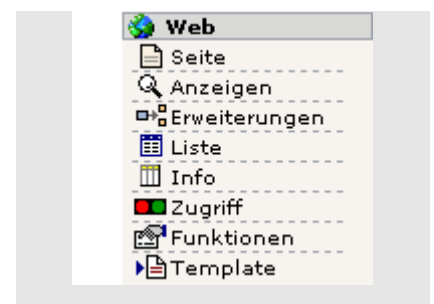 Web
Seite
Anzeigen
Erweiterungen
Liste
Info
Zugriff
Funktionen
Template